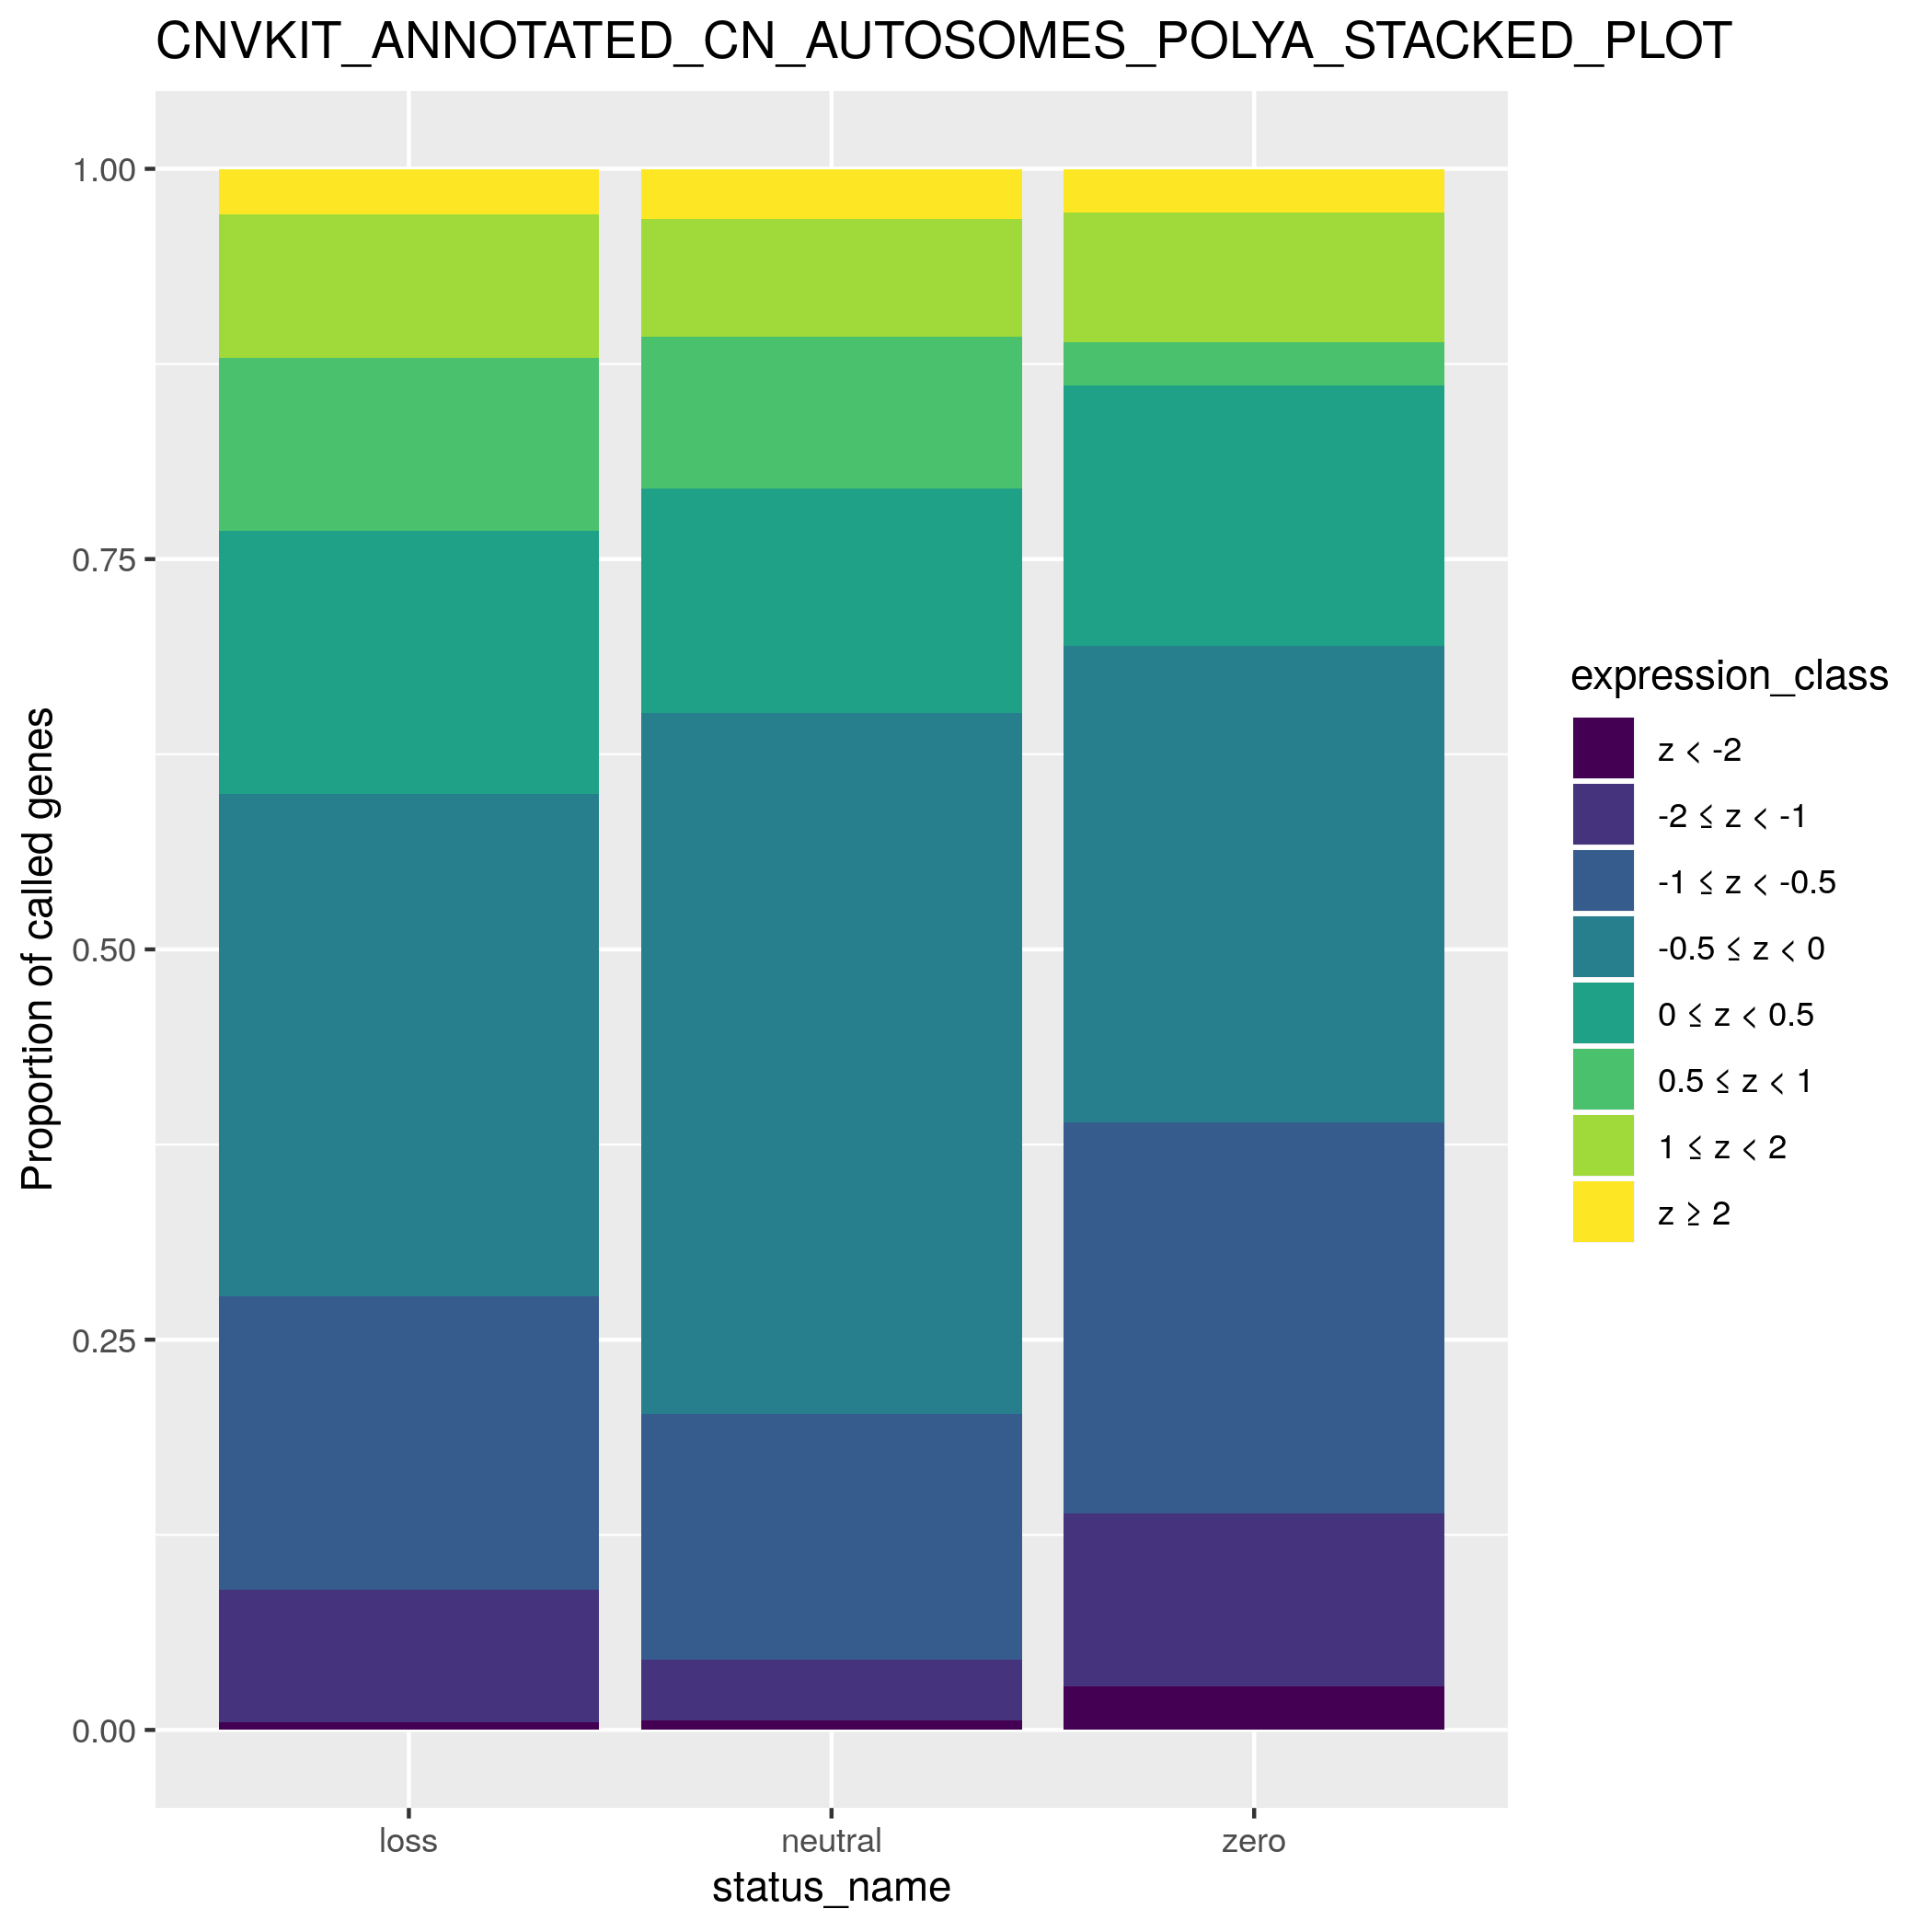 CNVKIT_ANNOTATED_CN_AUTOSOMES_POLYA_STACKED_PLOT
Proportion of called genes
1.00
0.75
0.50
0.25
0.00
loss neutral zero
status_name
expression_class
z < -2
-2 ≤ z < -1
-1 ≤ z < -0.5
-0.5 ≤ z < 0
0 ≤ z < 0.5
0.5 ≤ z < 1
1 ≤ z < 2
z ≥ 2